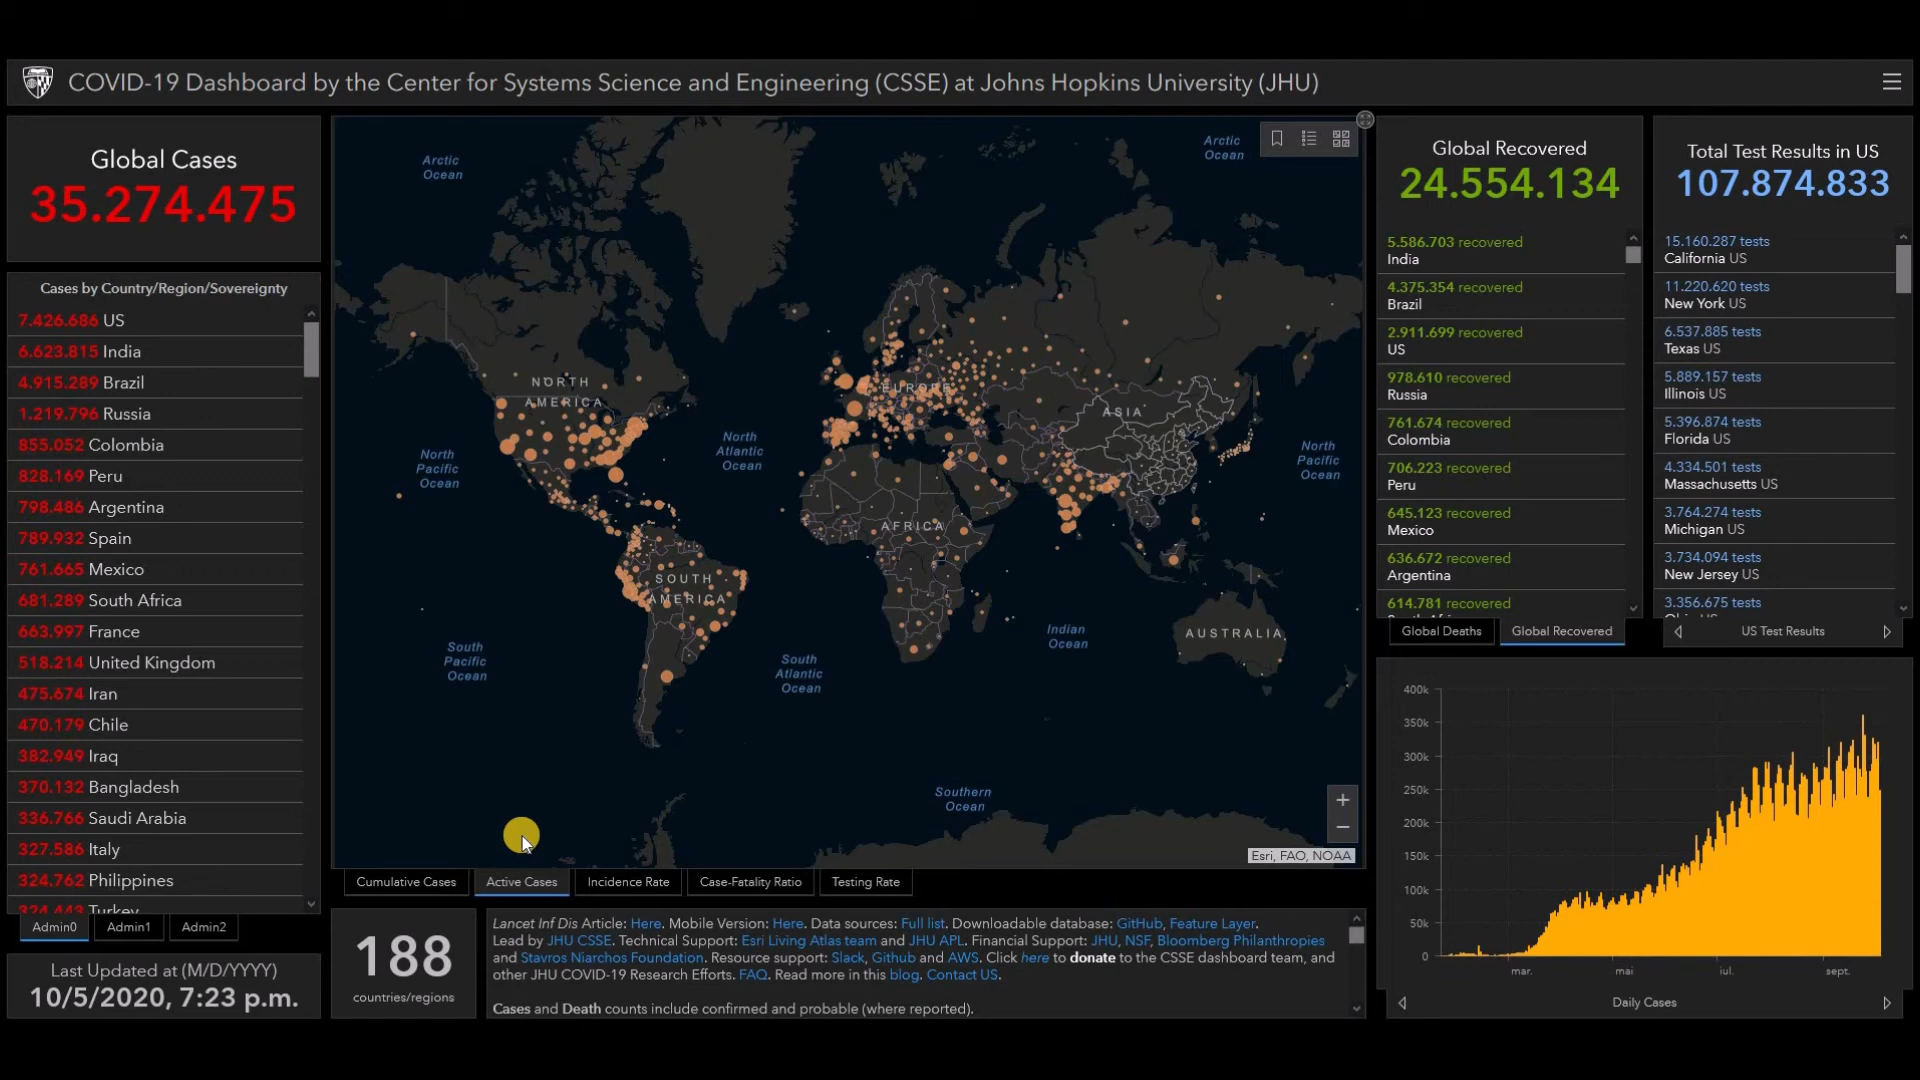 COVID-19 Dashboard by the Center for Systems Science and Engineering (CSSE) at Johns Hopkins University (JHU)
Global Cases
35.274.475
Cases by Country/Region/Sovereignty
7.426.686 US
6.623.815 India
4.915.289 Brazil
1.219.796 Russia
855.052 Colombia
828.169 Peru
798.486 Argentina
789.932 Spain
761.665 Mexico
681.289 South Africa
663.997 France
518.214 United Kingdom
475.674 Iran
470.179 Chile
382.949 Iraq
370.132 Bangladesh
336.766 Saudi Arabia
327.586 Italy
324.762 Philippines
324.443 Turkey
Admin0
Admin1
Admin2
Last Updated at (M/D/YYYY)
10/5/2020, 7:23 p.m.
Arctic
Ocean
Arctic
Ocean
NORTH
AMERICA
EUROPE
ASIA
North
Pacific
Ocean
North
Atlantic
Ocean
North
Pacific
Ocean
AFRICA
SOUTH
AMERICA
Indian
Ocean
AUSTRALIA
South
Pacific
Ocean
South
Atlantic
Ocean
Southern
Ocean
Esri, FAO, NOAA
Cumulative Cases
Active Cases
Incidence Rate
Case-Fatality Ratio
Testing Rate
188
countries/regions
Lancet Inf Dis Article: Here. Mobile Version: Here. Data sources: Full list. Downloadable database: GitHub, Feature Layer.
Lead by JHU CSSE. Technical Support: Esri Living Atlas team and JHU APL. Financial Support: JHU, NSF, Bloomberg Philanthropies
and Stavros Niarchos Foundation. Resource support: Slack, Github and AWS. Click here to donate to the CSSE dashboard team, and
other JHU COVID-19 Research Efforts. FAQ. Read more in this blog. Contact US.
Cases and Death counts include confirmed and probable (where reported).
Global Recovered
24.554.134
5.586.703 recovered
India
4.375.354 recovered
Brazil
2.911.699 recovered
US
978.610 recovered
Russia
761.674 recovered
Colombia
706.223 recovered
Peru
645.123 recovered
Mexico
636.672 recovered
Argentina
614.781 recovered
Global Deaths
Global Recovered
Total Test Results in US
107.874.833
15.160.287 tests
California US
11.220.620 tests
New York US
6.537.885 tests
Texas US
5.889.157 tests
Illinois US
5.396.874 tests
Florida US
4.334.501 tests
Massachusetts US
3.764.274 tests
Michigan US
3.734.094 tests
New Jersey US
3.356.675 tests
US Test Results
400k
350k
300k
250k
200k
150k
100k
50k
0
mar.
mai
iul.
sept.
Daily Cases